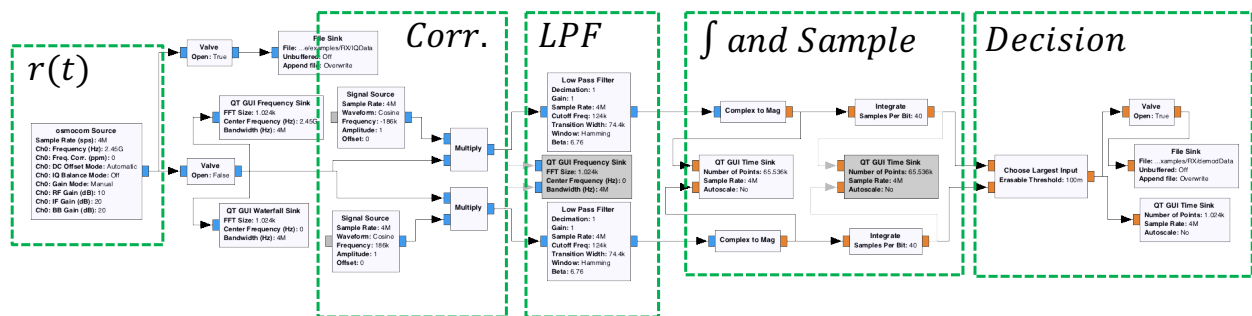 r(t)
osmocom Source
Sample Rate (sps): 4M
Ch0: Frequency (Hz): 2.45G
Ch0: Freq. Corr. (ppm): 0
Ch0: DC Offset Mode: Automatic
Ch0: IQ Balance Mode: Off
Ch0: Gain Mode: Manual
Ch0: RF Gain (dB): 10
Ch0: IF Gain (dB): 20
Ch0: BB Gain (dB): 20
Valve
Open: True
File Sink
File: ...e/examples/RX/IQData
Unbuffered: Off
Append file: Overwrite
QT GUI Frequency Sink
FFT Size: 1.024k
Center Frequency (Hz): 2.45G
Bandwidth (Hz): 4M
Valve
Open: False
QT GUI Waterfall Sink
FFT Size: 1.024k
Center Frequency (Hz): 0
Bandwidth (Hz): 4M
Corr.
Signal Source
Sample Rate: 4M
Waveform: Cosine
Frequency: -186k
Amplitude: 1
Offset: 0
Multiply
Multiply
Signal Source
Sample Rate: 4M
Waveform: Cosine
Frequency: 186k
Amplitude: 1
Offset: 0
LPF
Low Pass Filter
Decimation: 1
Gain: 1
Sample Rate: 4M
Cutoff Freq: 124k
Transition Width: 74.4k
Window: Hamming
Beta: 6.76
QT GUI Frequency Sink
FFT Size: 1.024k
Center Frequency (Hz): 0
Bandwidth (Hz): 4M
Low Pass Filter
Decimation: 1
Gain: 1
Sample Rate: 4M
Cutoff Freq: 124k
Transition Width: 74.4k
Window: Hamming
Beta: 6.76
∫ and Sample
Complex to Mag
Integrate
Samples Per Bit: 40
QT GUI Time Sink
Number of Points: 65.536k
Sample Rate: 4M
Autoscale: No
QT GUI Time Sink
Number of Points: 65.536k
Sample Rate: 4M
Autoscale: No
Complex to Mag
Integrate
Samples Per Bit: 40
Decision
Valve
Open: True
Choose Largest Input
Erasable Threshold: 100m
File Sink
File: ...xamples/RX/demodData
Unbuffered: Off
Append file: Overwrite
QT GUI Time Sink
Number of Points: 1.024k
Sample Rate: 4M
Autoscale: No